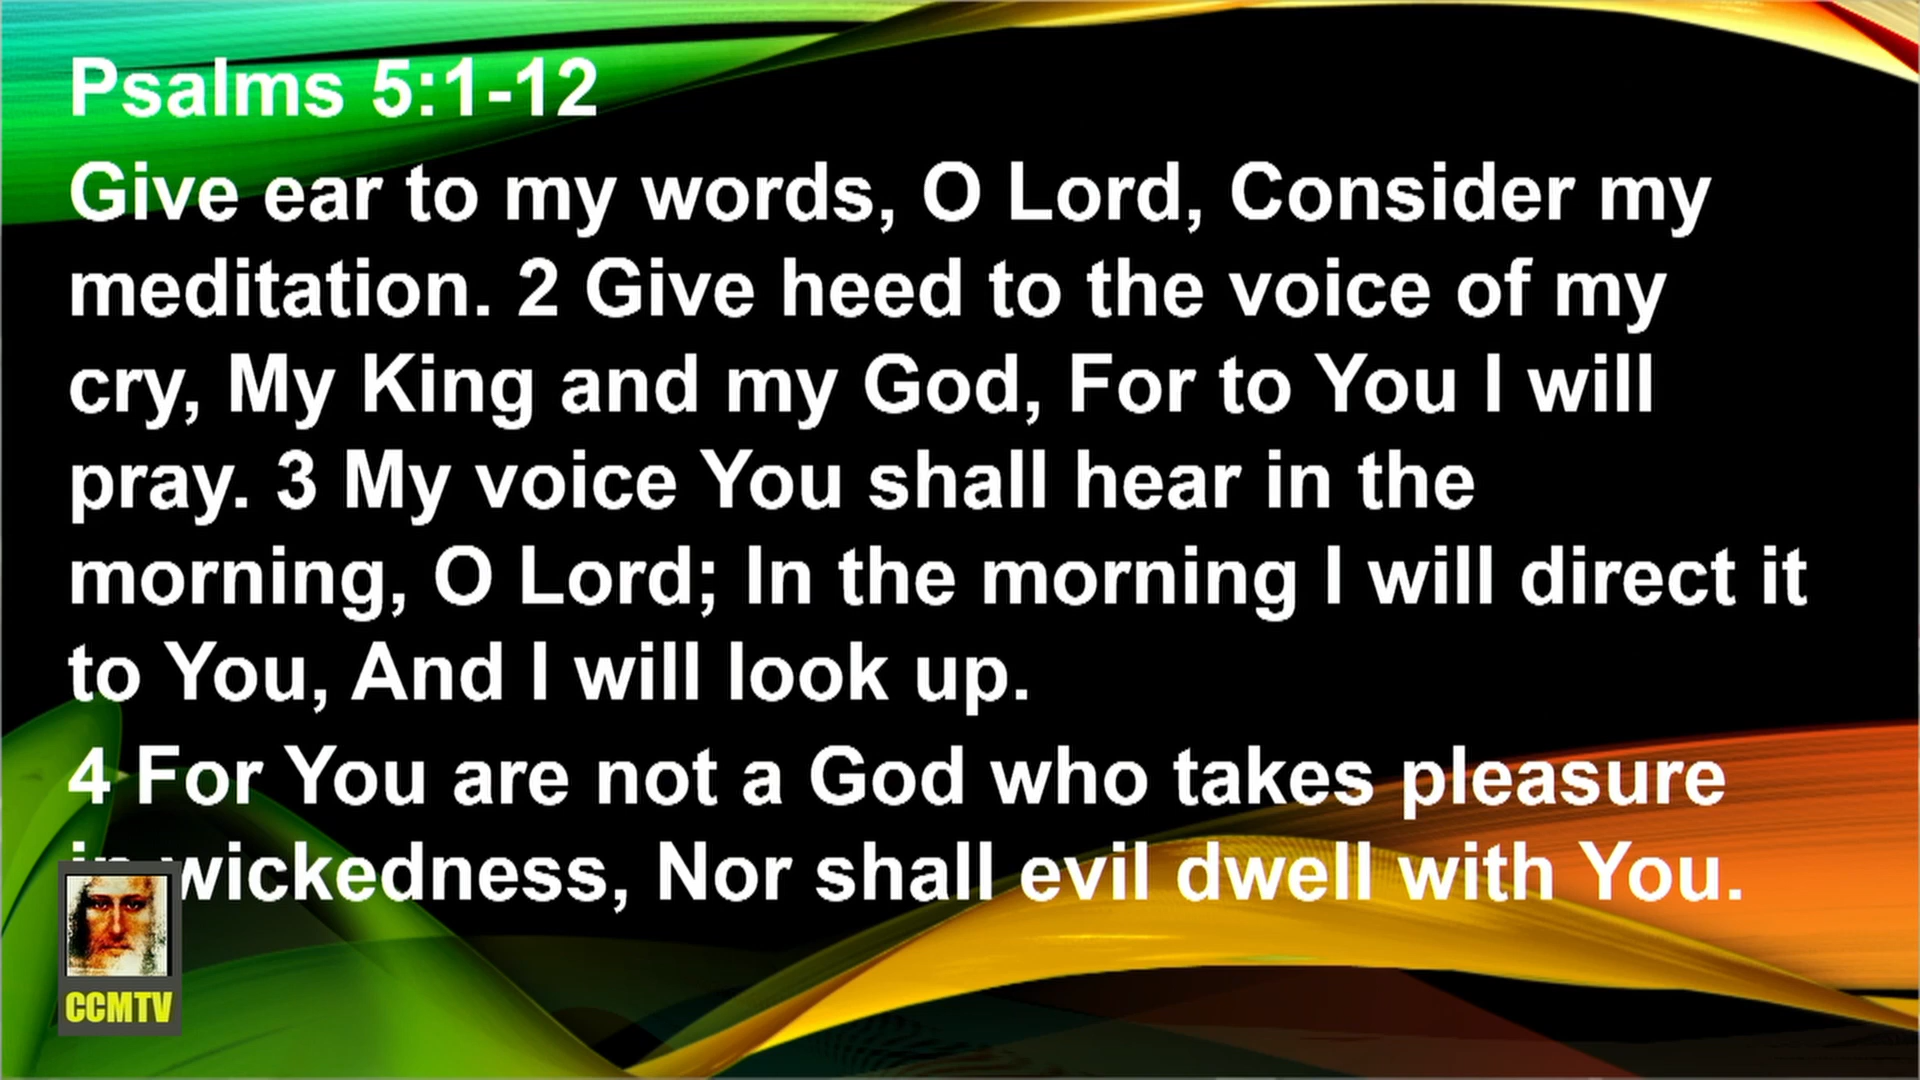 Psalms 5:1-12
Give ear to my words, O Lord, Consider my
meditation. 2 Give heed to the voice of my
cry, My King and my God, For to You I will
pray. 3 My voice You shall hear in the
morning, O Lord; In the morning I will direct it
to You, And I will look up.
4 For You are not a God who takes pleasure
in wickedness, Nor shall evil dwell with You.
CCMTV